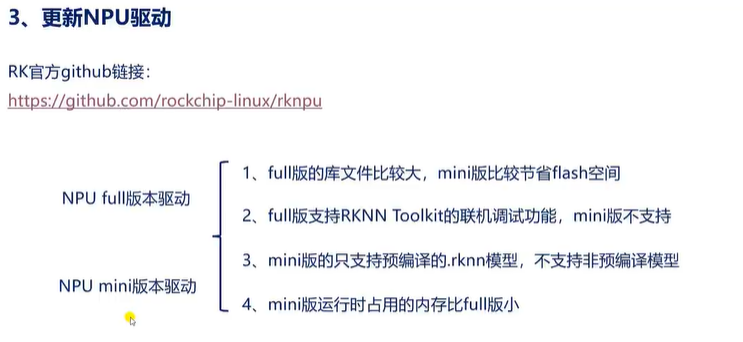 3、更新NPU驱动
RK官方github链接：
https://github.com/rockchip-linux/rknpu
NPU full版本驱动
NPU mini版本驱动
1、full版的库文件比较大，mini版比较节省flash空间
2、full版支持RKNN Toolkit的联机调试功能，mini版不支持
3、mini版的只支持预编译的.rknn模型，不支持非预编译模型
4、mini版运行时占用的内存比full版小